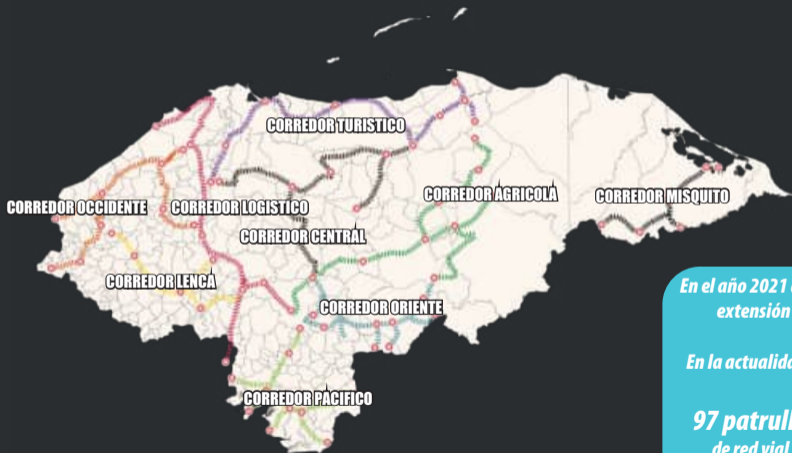 CORREDOR TURISTICO
CORREDOR AGRICOLA
CORREDOR MISQUITO
CORREDOR OCCIDENTE
CORREDOR LOGISTICO
CORREDOR CENTRAL
CORREDOR LENCA
CORREDOR ORIENTE
CORREDOR PACIFICO
En el año 2021
extensión
En la actualida
97 patrull
de red vial